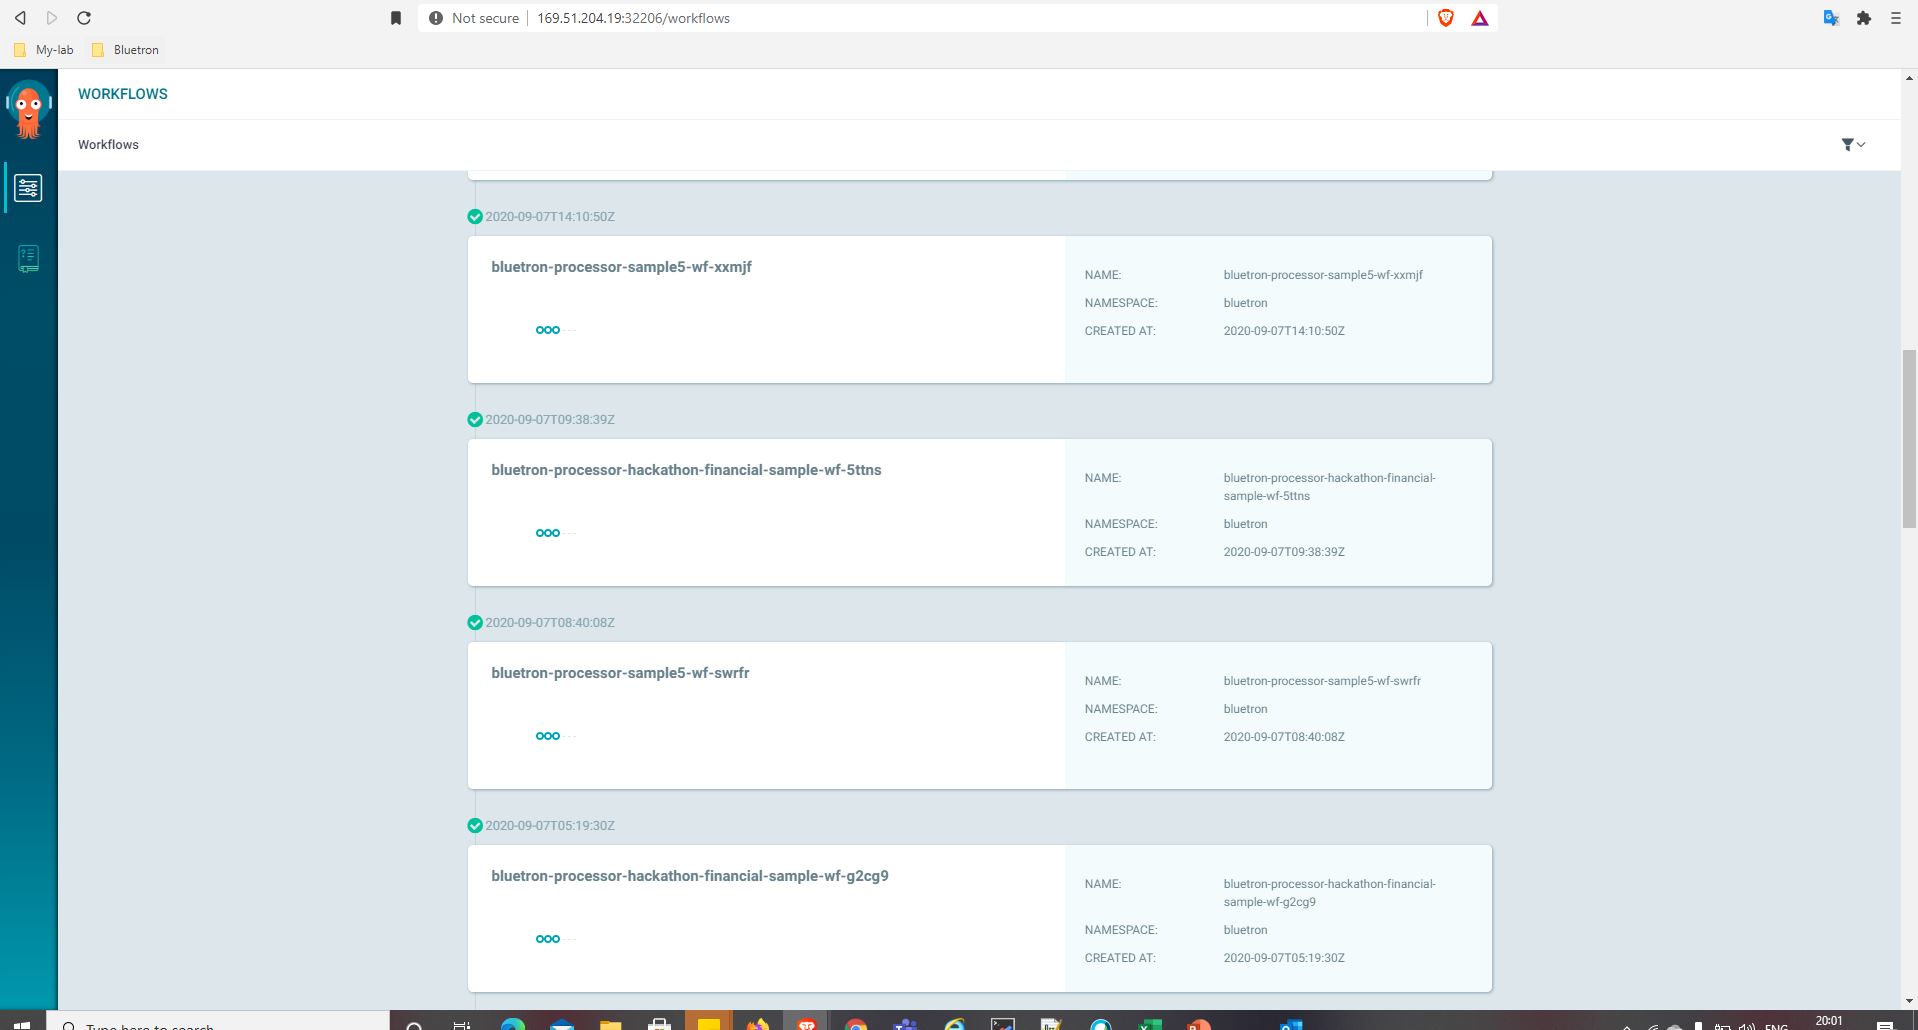 Not secure 169.51.204.19:32206/workflows
My-lab Bluetron
WORKFLOWS
Workflows
2020-09-07T14:10:50Z
bluetron-processor-sample5-wf-xxmjf
NAME: bluetron-processor-sample5-wf-xxmjf
NAMESPACE: bluetron
CREATED AT: 2020-09-07T14:10:50Z
2020-09-07T09:38:39Z
bluetron-processor-hackathon-financial-sample-wf-5ttns
NAME: bluetron-processor-hackathon-financial-
sample-wf-5ttns
NAMESPACE: bluetron
CREATED AT: 2020-09-07T09:38:39Z
2020-09-07T08:40:08Z
bluetron-processor-sample5-wf-swrfr
NAME: bluetron-processor-sample5-wf-swrfr
NAMESPACE: bluetron
CREATED AT: 2020-09-07T08:40:08Z
2020-09-07T05:19:30Z
bluetron-processor-hackathon-financial-sample-wf-g2cg9
NAME: bluetron-processor-hackathon-financial-
sample-wf-g2cg9
NAMESPACE: bluetron
CREATED AT: 2020-09-07T05:19:30Z
Type here to search
ENG 20:01